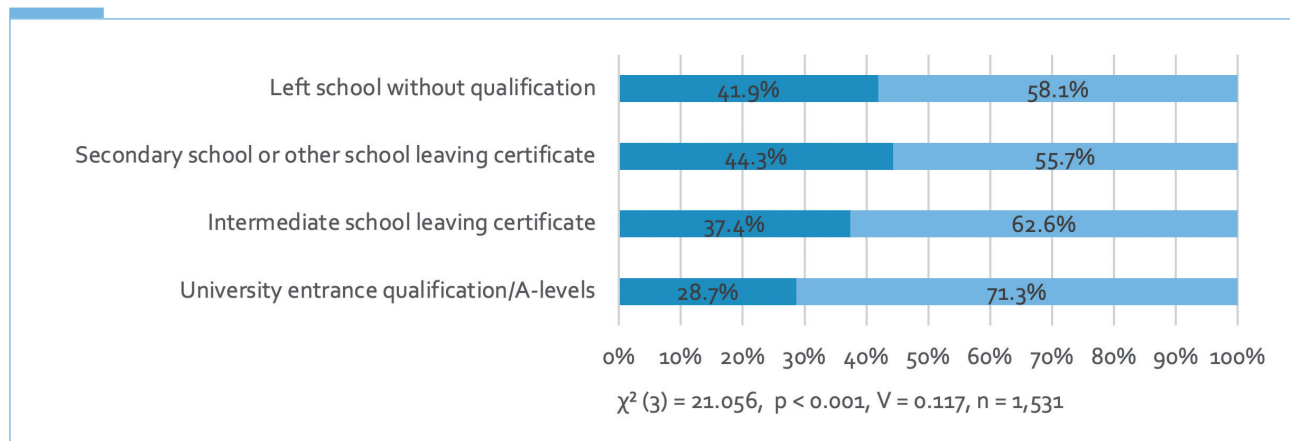 Left school without qualification
41.9% 58.1%
Secondary school or other school leaving certificate
44.3% 55.7%
Intermediate school leaving certificate
37.4% 62.6%
University entrance qualification/A-levels
28.7% 71.3%
0% 10% 20% 30% 40% 50% 60% 70% 80% 90% 100%
χ² (3) = 21.056, p < 0.001, V = 0.117, n = 1,531